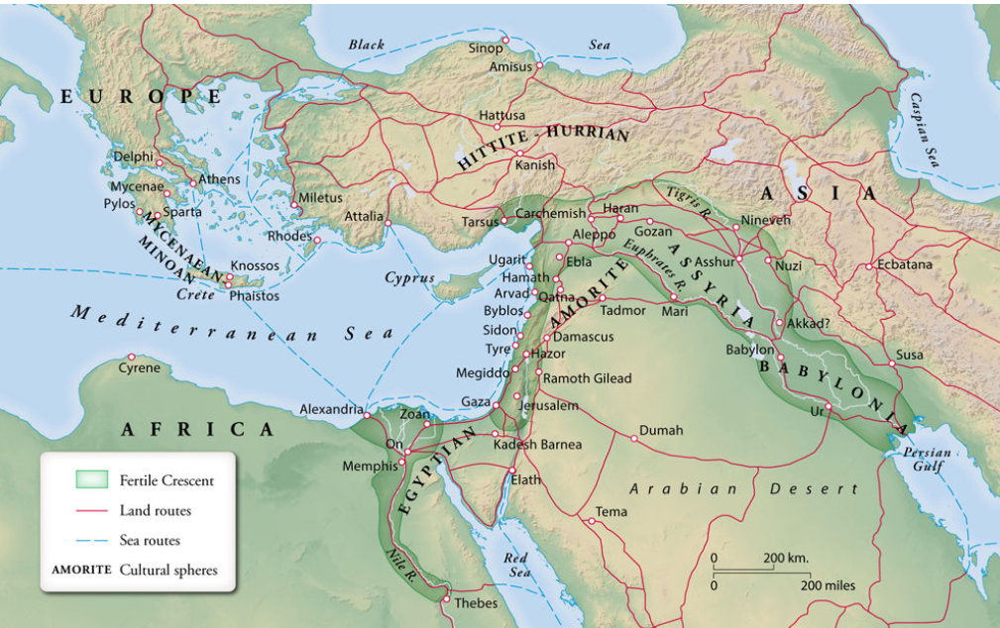 Black
Sea
Sinop
Amisus
EUROPE
Caspian Sea
Hattusa
HITTITE - HURRIAN
Kanish
Delphi
Athens
Mycenae
Pylos
Sparta
MYCENAEAN-
MINOAN
Miletus
Attalia
Tarsus
Carchemish
Haran
Gozan
Tigris R.
ASIA
Nineveh
Rhodes
Aleppo
Euphrates R.
ASSYRIA
Asshur
Nuzi
Ecbatana
Knossos
Crete
Phaistos
Cyprus
Ugarit
Ebla
Hamath
Arvad
Qatna
AMORITE
Byblos
Tadmor
Mari
Akkad?
Mediterranean Sea
Sidon
Tyre
Damascus
Hazor
Babylon
BABYLONIA
Susa
Cyrene
Megiddo
Ramoth Gilead
Alexandria
Zoan
Gaza
Jerusalem
Ur
AFRICA
On
Memphis
EGYPTIAN
Kadesh Barnea
Dumah
Persian
Gulf
Elath
Arabian Desert
Tema
Nile R.
Red
Sea
Thebes
Fertile Crescent
Land routes
Sea routes
AMORITE Cultural spheres
0 200 km.
0 200 miles